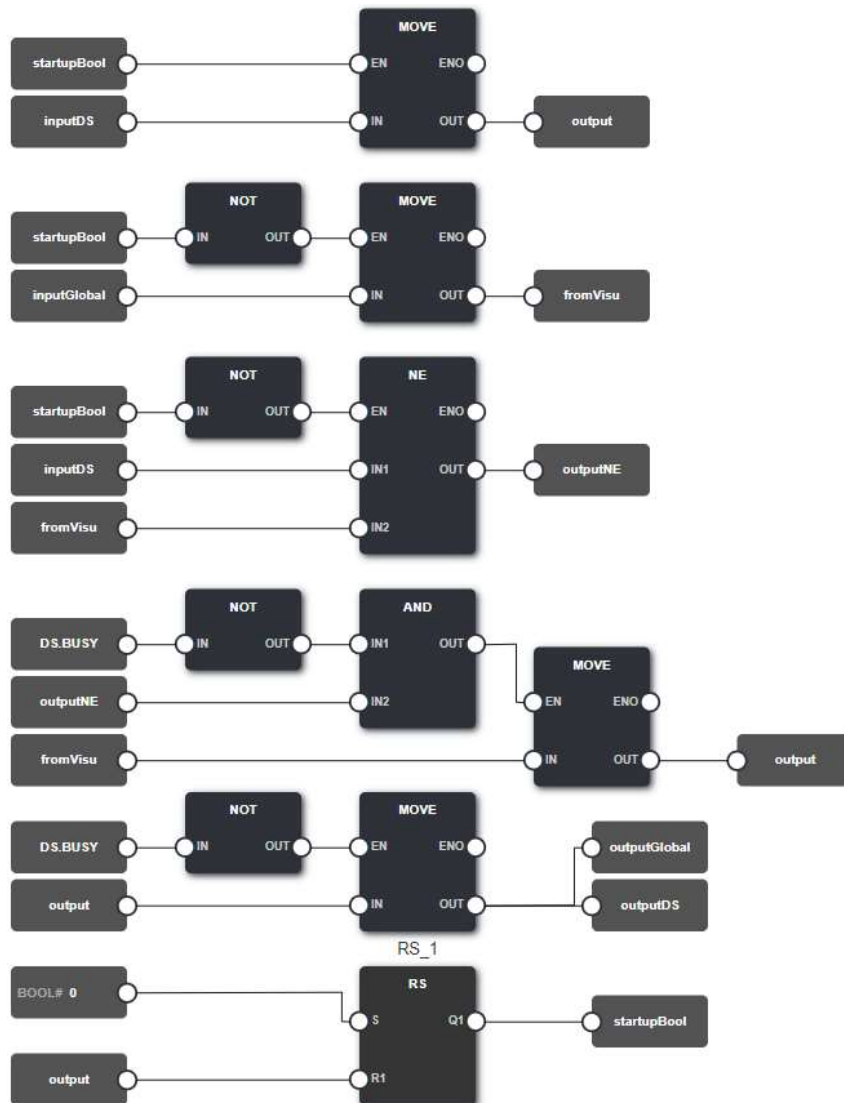 MOVE
startupBool EN ENO
inputDS IN OUT output
NOT MOVE
startupBool IN OUT EN ENO
inputGlobal IN OUT fromVisu
NOT NE
startupBool IN OUT EN ENO
inputDS IN1 OUT outputNE
fromVisu IN2
NOT AND
DS.BUSY IN OUT IN1 OUT
MOVE
outputNE IN2 EN ENO
fromVisu IN OUT output
NOT MOVE
DS.BUSY IN OUT EN ENO outputGlobal
output IN OUT outputDS
RS_1
RS
BOOL# 0
S Q1 startupBool
output R1